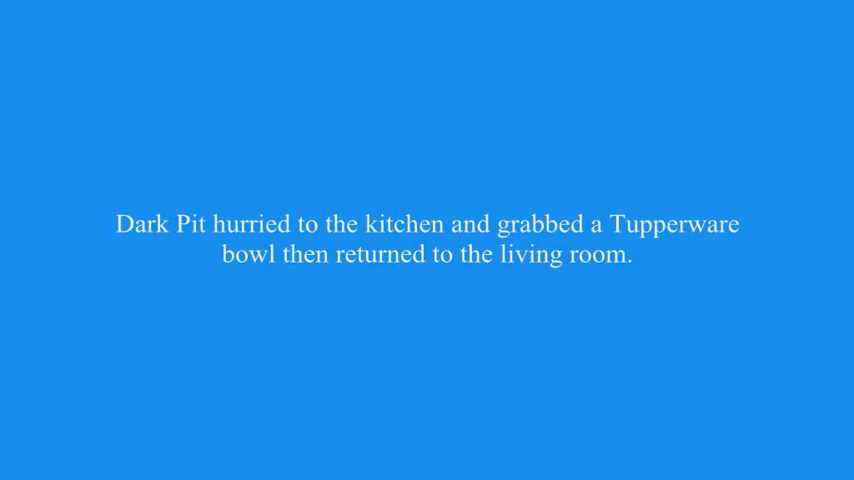 Dark Pit hurried to the kitchen and grabbed a Tupperware
bowl then returned to the living room.